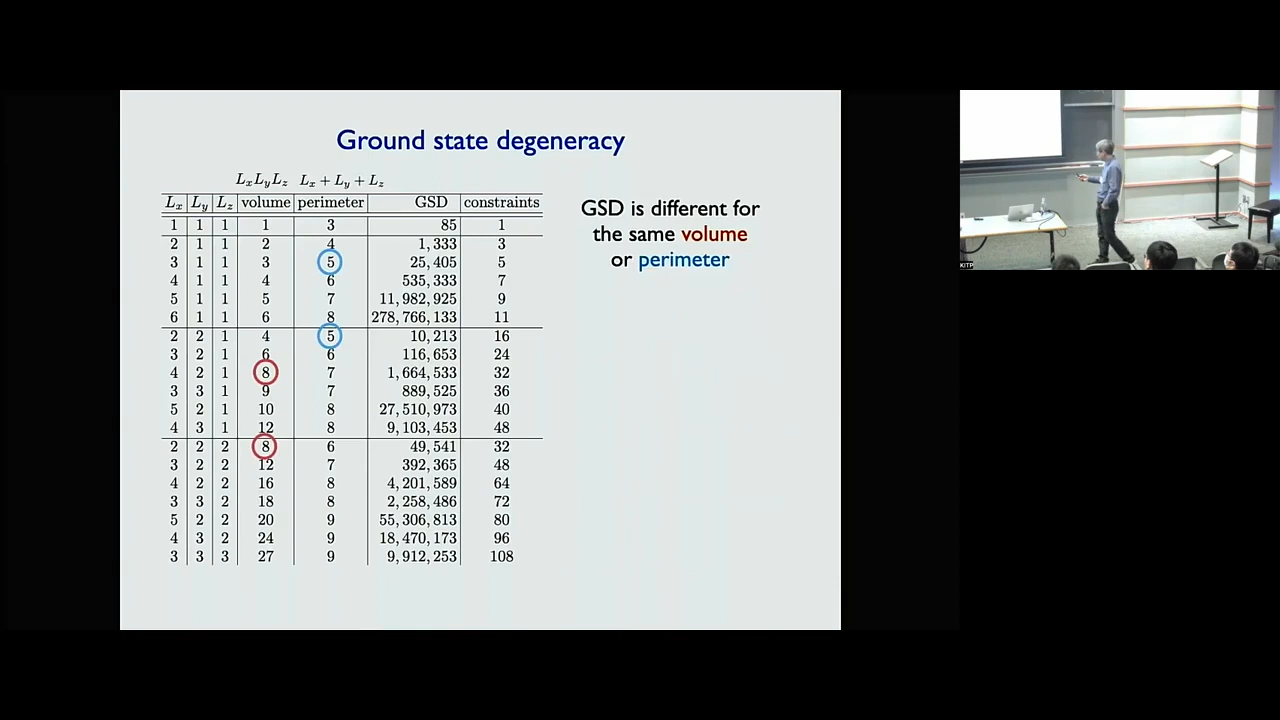 Ground state degeneracy
LxLyLz Lx + Ly + Lz
Lx Ly Lz volume perimeter GSD constraints
1 1 1 1 3 85 1
2 1 1 2 4 1,333 3
3 1 1 3 5 25,405 5
4 1 1 4 6 535,333 7
5 1 1 5 7 11,982,925 9
6 1 1 6 8 278,766,133 11
2 2 1 4 5 10,213 16
3 2 1 6 6 116,653 24
4 2 1 8 7 1,664,533 32
3 3 1 9 7 889,525 36
5 2 1 10 8 27,510,973 40
4 3 1 12 8 9,103,453 48
2 2 2 8 6 49,541 32
3 2 2 12 7 392,365 48
4 2 2 16 8 4,201,589 64
3 3 2 18 8 2,258,486 72
5 2 2 20 9 55,306,813 80
4 3 2 24 9 18,470,173 96
3 3 3 27 9 9,912,253 108
GSD is different for
the same volume
or perimeter
KITP